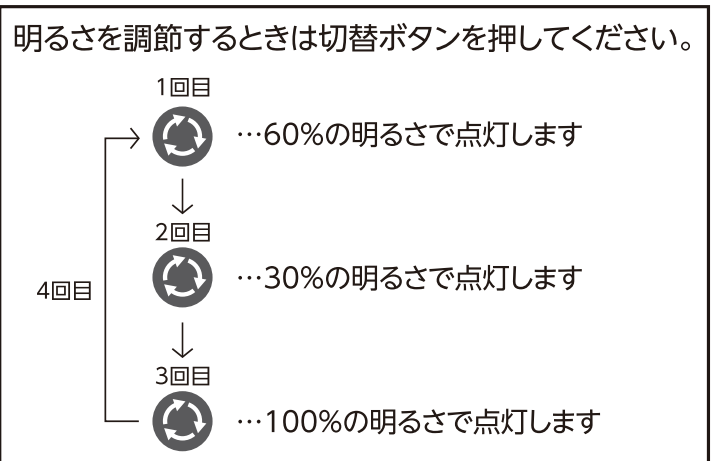 明るさを調節するときは切替ボタンを押してください。
1回目
…60%の明るさで点灯します
2回目
…30%の明るさで点灯します
4回目
3回目
…100%の明るさで点灯します